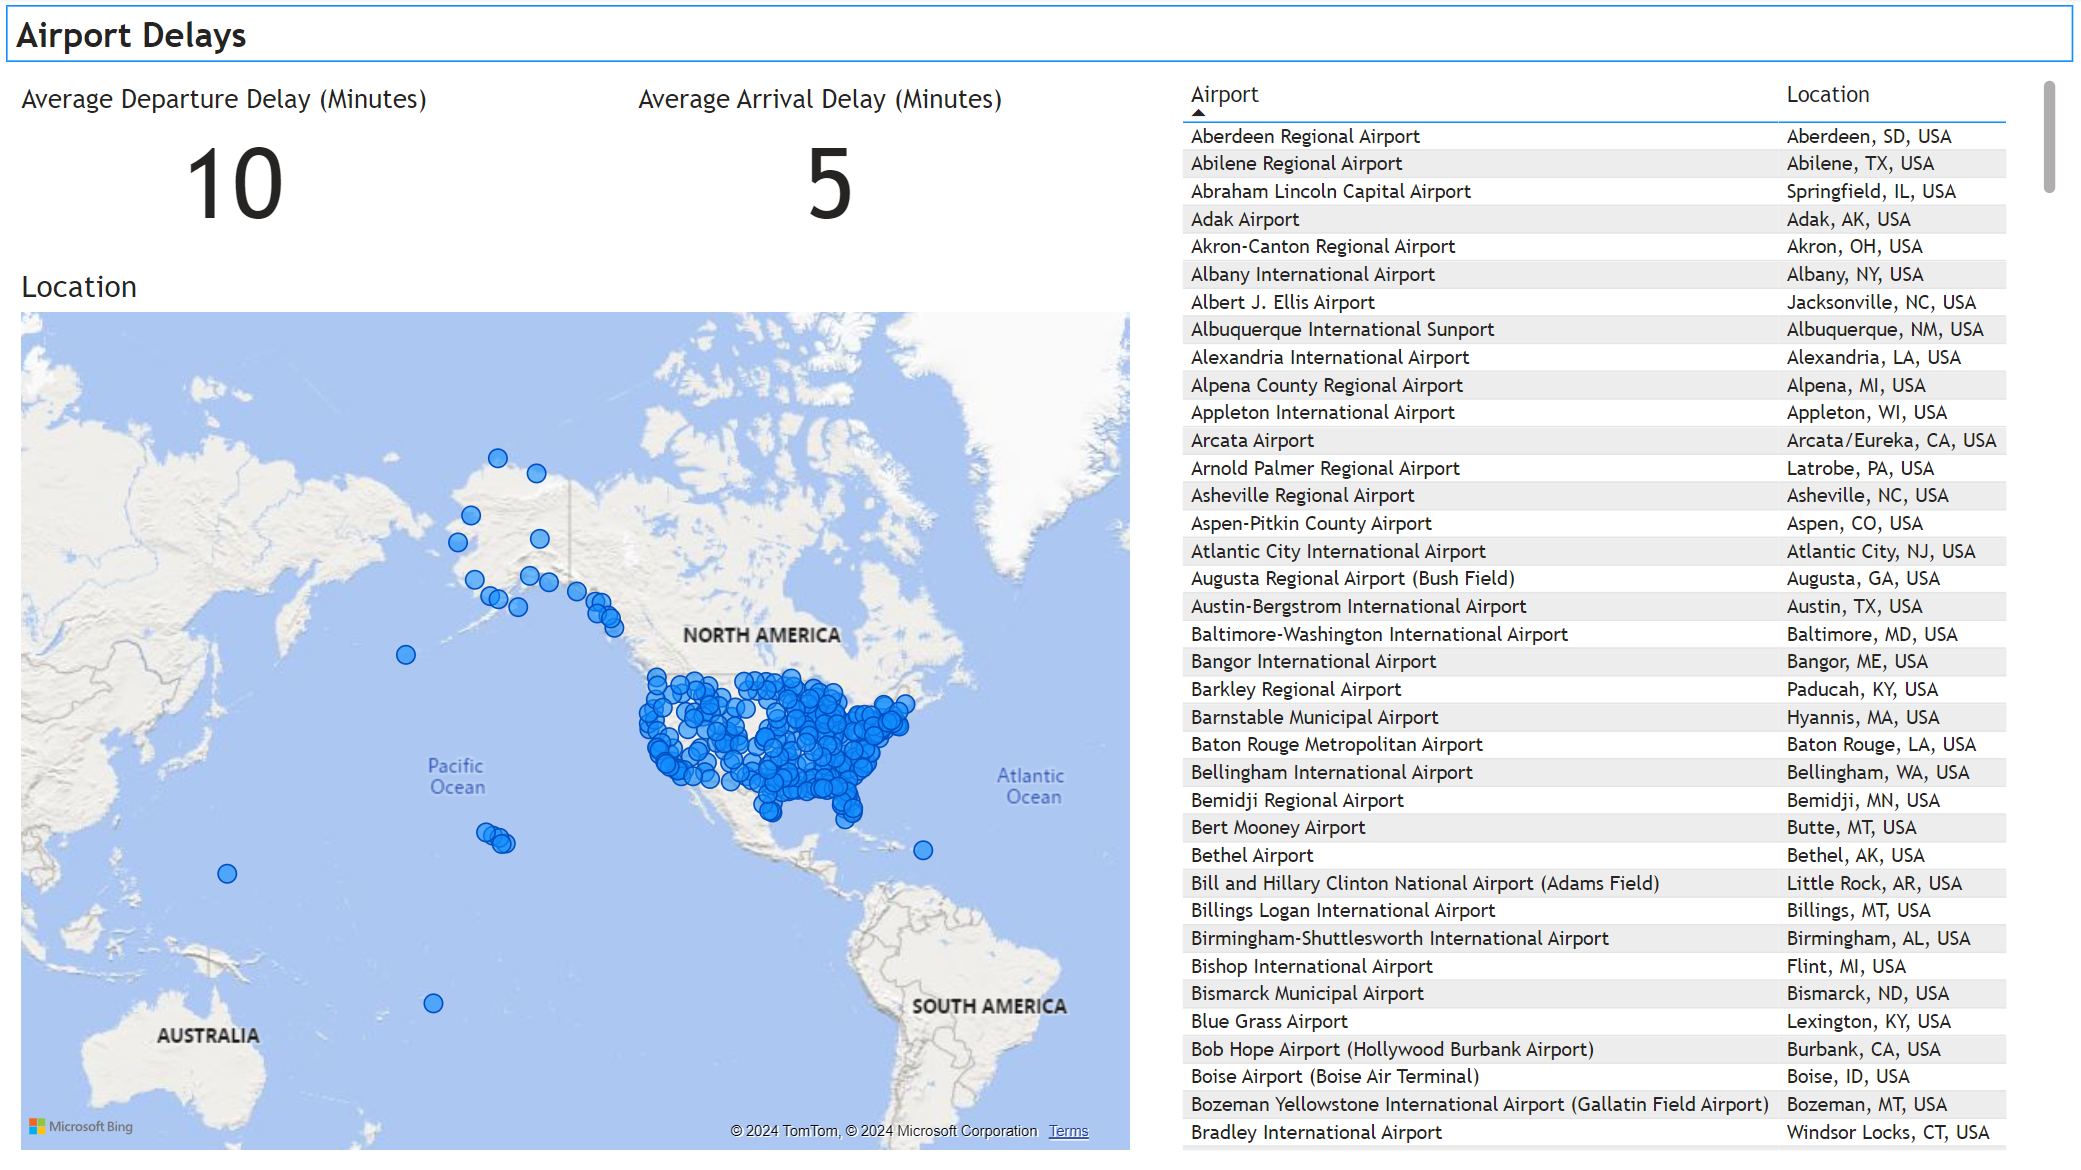 Airport Delays
Average Departure Delay (Minutes)
10
Average Arrival Delay (Minutes)
5
Location
NORTH AMERICA
Pacific
Ocean
Atlantic
Ocean
SOUTH AMERICA
AUSTRALIA
Microsoft Bing
© 2024 TomTom, © 2024 Microsoft Corporation Terms
Airport Location
Aberdeen Regional Airport Aberdeen, SD, USA
Abilene Regional Airport Abilene, TX, USA
Abraham Lincoln Capital Airport Springfield, IL, USA
Adak Airport Adak, AK, USA
Akron-Canton Regional Airport Akron, OH, USA
Albany International Airport Albany, NY, USA
Albert J. Ellis Airport Jacksonville, NC, USA
Albuquerque International Sunport Albuquerque, NM, USA
Alexandria International Airport Alexandria, LA, USA
Alpena County Regional Airport Alpena, MI, USA
Appleton International Airport Appleton, WI, USA
Arcata Airport Arcata/Eureka, CA, USA
Arnold Palmer Regional Airport Latrobe, PA, USA
Asheville Regional Airport Asheville, NC, USA
Aspen-Pitkin County Airport Aspen, CO, USA
Atlantic City International Airport Atlantic City, NJ, USA
Augusta Regional Airport (Bush Field) Augusta, GA, USA
Austin-Bergstrom International Airport Austin, TX, USA
Baltimore-Washington International Airport Baltimore, MD, USA
Bangor International Airport Bangor, ME, USA
Barkley Regional Airport Paducah, KY, USA
Barnstable Municipal Airport Hyannis, MA, USA
Baton Rouge Metropolitan Airport Baton Rouge, LA, USA
Bellingham International Airport Bellingham, WA, USA
Bemidji Regional Airport Bemidji, MN, USA
Bert Mooney Airport Butte, MT, USA
Bethel Airport Bethel, AK, USA
Bill and Hillary Clinton National Airport (Adams Field) Little Rock, AR, USA
Billings Logan International Airport Billings, MT, USA
Birmingham-Shuttlesworth International Airport Birmingham, AL, USA
Bishop International Airport Flint, MI, USA
Bismarck Municipal Airport Bismarck, ND, USA
Blue Grass Airport Lexington, KY, USA
Bob Hope Airport (Hollywood Burbank Airport) Burbank, CA, USA
Boise Airport (Boise Air Terminal) Boise, ID, USA
Bozeman Yellowstone International Airport (Gallatin Field Airport) Bozeman, MT, USA
Bradley International Airport Windsor Locks, CT, USA